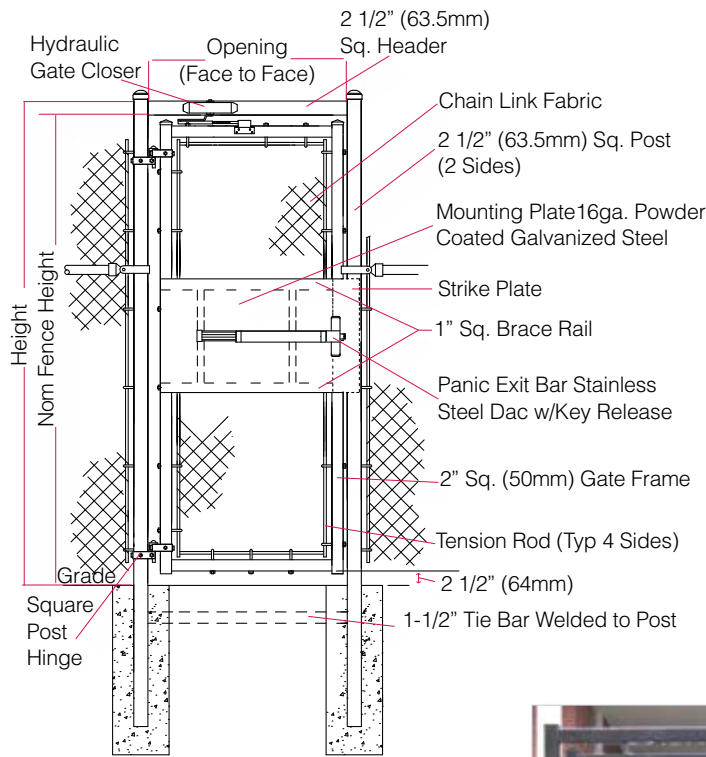 2 1/2” (63.5mm)
Sq. Header
Hydraulic
Gate Closer
Opening
(Face to Face)
Chain Link Fabric
2 1/2” (63.5mm) Sq. Post
(2 Sides)
Mounting Plate16ga. Powder
Coated Galvanized Steel
Strike Plate
1” Sq. Brace Rail
Height
Nom Fence Height
Panic Exit Bar Stainless
Steel Dac w/Key Release
2” Sq. (50mm) Gate Frame
Tension Rod (Typ 4 Sides)
Grade
2 1/2” (64mm)
Square
Post
Hinge
1-1/2” Tie Bar Welded to Post